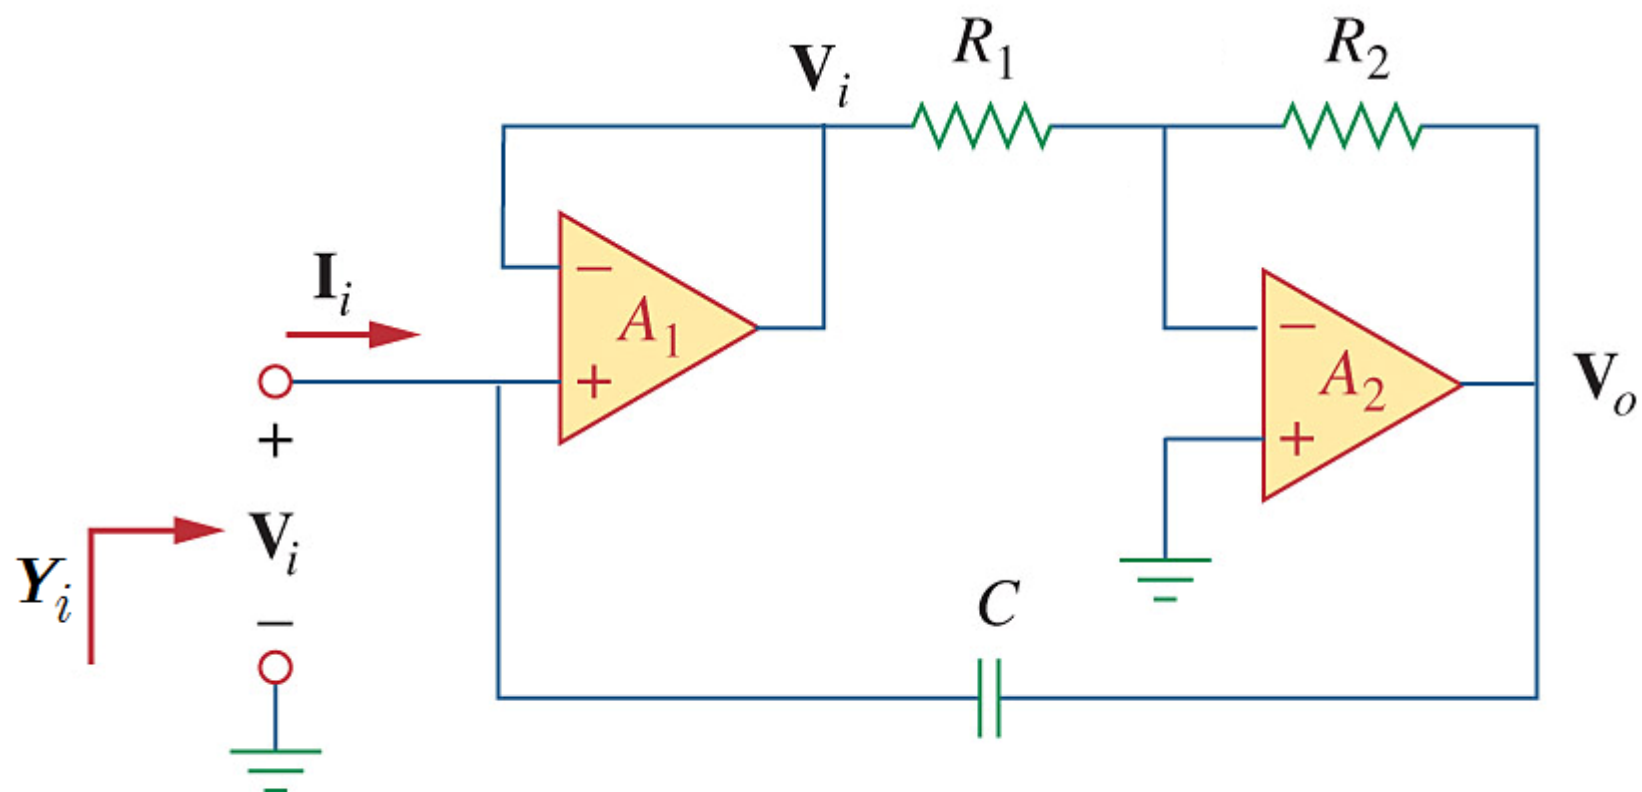 Vᵢ
R₁
R₂
Iᵢ
−
A₁
+
−
A₂
+
Vₒ
+
Vᵢ
−
Yᵢ
C